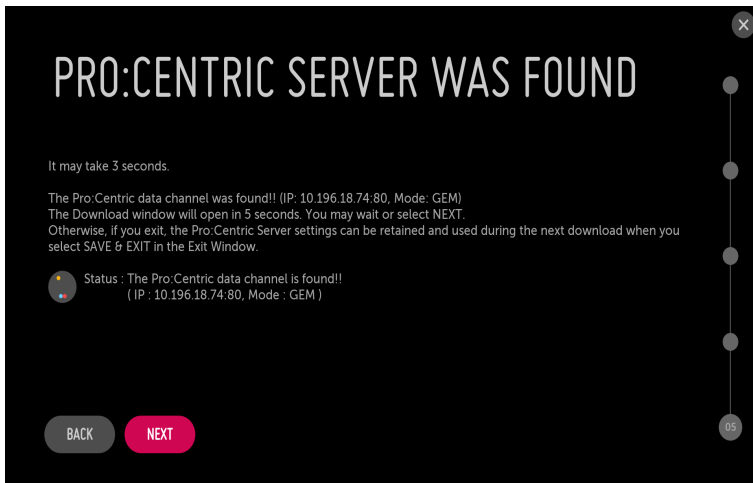 PRO:CENTRIC SERVER WAS FOUND
It may take 3 seconds.
The Pro:Centric data channel was found!! (IP: 10.196.18.74:80, Mode: GEM)
The Download window will open in 5 seconds. You may wait or select NEXT.
Otherwise, if you exit, the Pro:Centric Server settings can be retained and used during the next download when you
select SAVE & EXIT in the Exit Window.
Status : The Pro:Centric data channel is found!!
( IP : 10.196.18.74:80, Mode : GEM )
BACK
NEXT
05